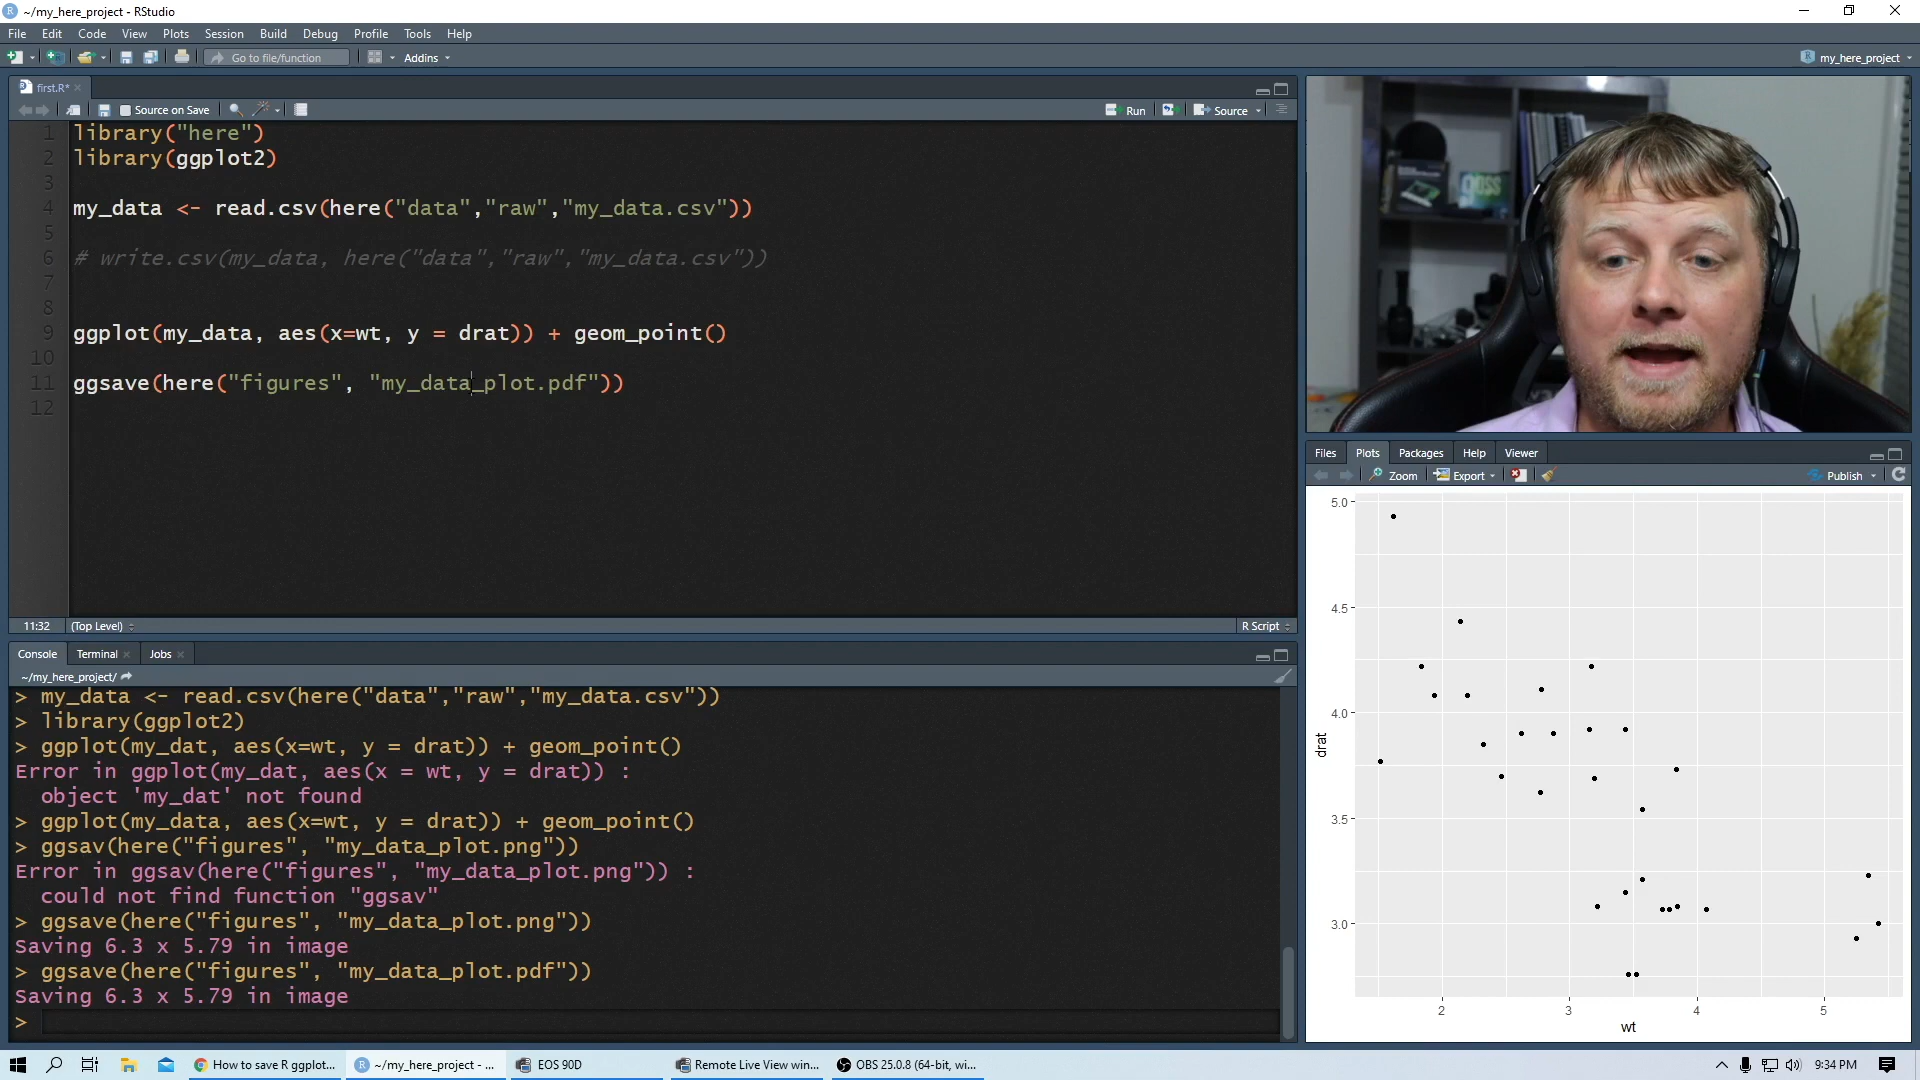 ~/my_here_project - RStudio
File Edit Code View Plots Session Build Debug Profile Tools Help
Go to file/function Addins my_here_project
first.R*
Source on Save Run Source
1 library("here")
2 library(ggplot2)
3
4 my_data <- read.csv(here("data","raw","my_data.csv"))
5
6 # write.csv(my_data, here("data","raw","my_data.csv"))
7
8
9 ggplot(my_data, aes(x=wt, y = drat)) + geom_point()
10
11 ggsave(here("figures", "my_data_plot.pdf"))
12
11:32 (Top Level) R Script
Console Terminal Jobs
~/my_here_project/
> my_data <- read.csv(here("data","raw","my_data.csv"))
> library(ggplot2)
> ggplot(my_dat, aes(x=wt, y = drat)) + geom_point()
Error in ggplot(my_dat, aes(x = wt, y = drat)) :
object 'my_dat' not found
> ggplot(my_data, aes(x=wt, y = drat)) + geom_point()
> ggsav(here("figures", "my_data_plot.png"))
Error in ggsav(here("figures", "my_data_plot.png")) :
could not find function "ggsav"
> ggsave(here("figures", "my_data_plot.png"))
Saving 6.3 x 5.79 in image
> ggsave(here("figures", "my_data_plot.pdf"))
Saving 6.3 x 5.79 in image
>
Files Plots Packages Help Viewer
Zoom Export Publish
5.0
4.5
4.0
3.5
3.0
drat
2 3 4 5
wt
How to save R ggplot... ~/my_here_project - ... EOS 90D Remote Live View win... OBS 25.0.8 (64-bit, wi... 9:34 PM